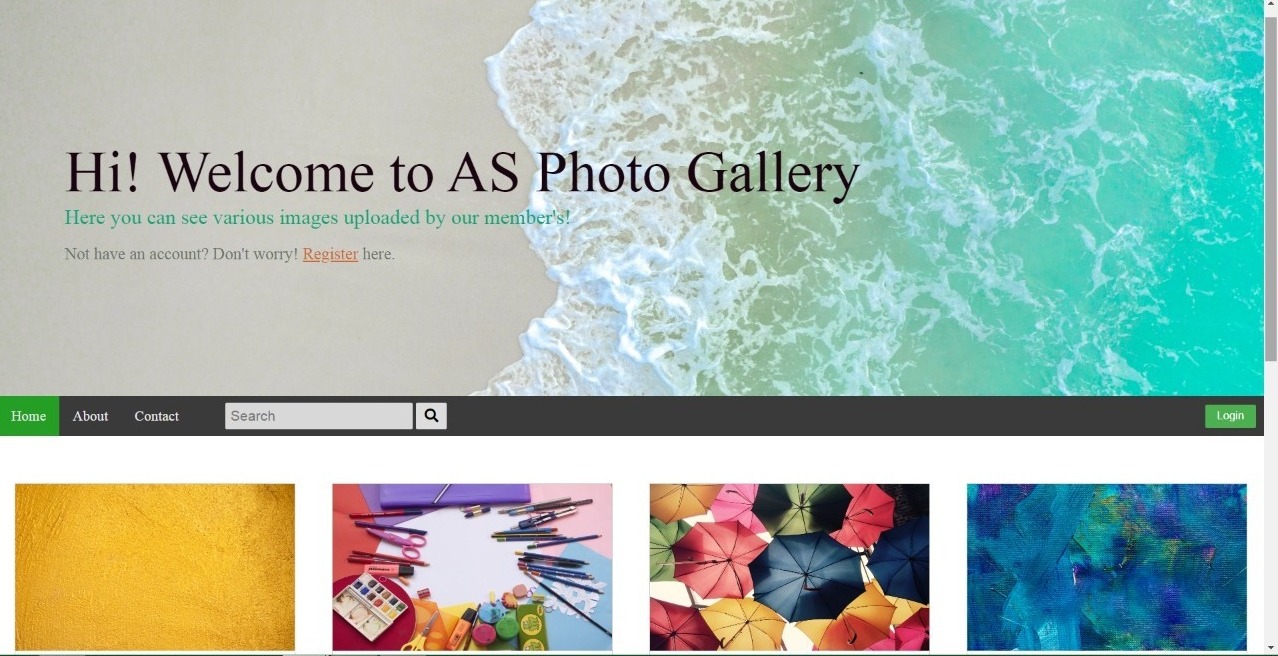 Hi! Welcome to AS Photo Gallery
Here you can see various images uploaded by our member's!
Not have an account? Don't worry! Register here.
Home About Contact Search Login